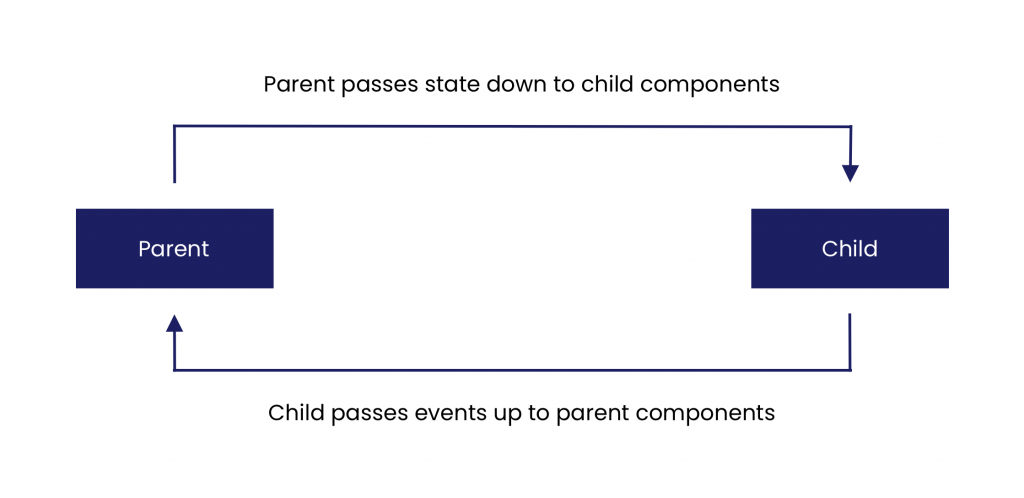 Parent passes state down to child components
Parent
Child
Child passes events up to parent components